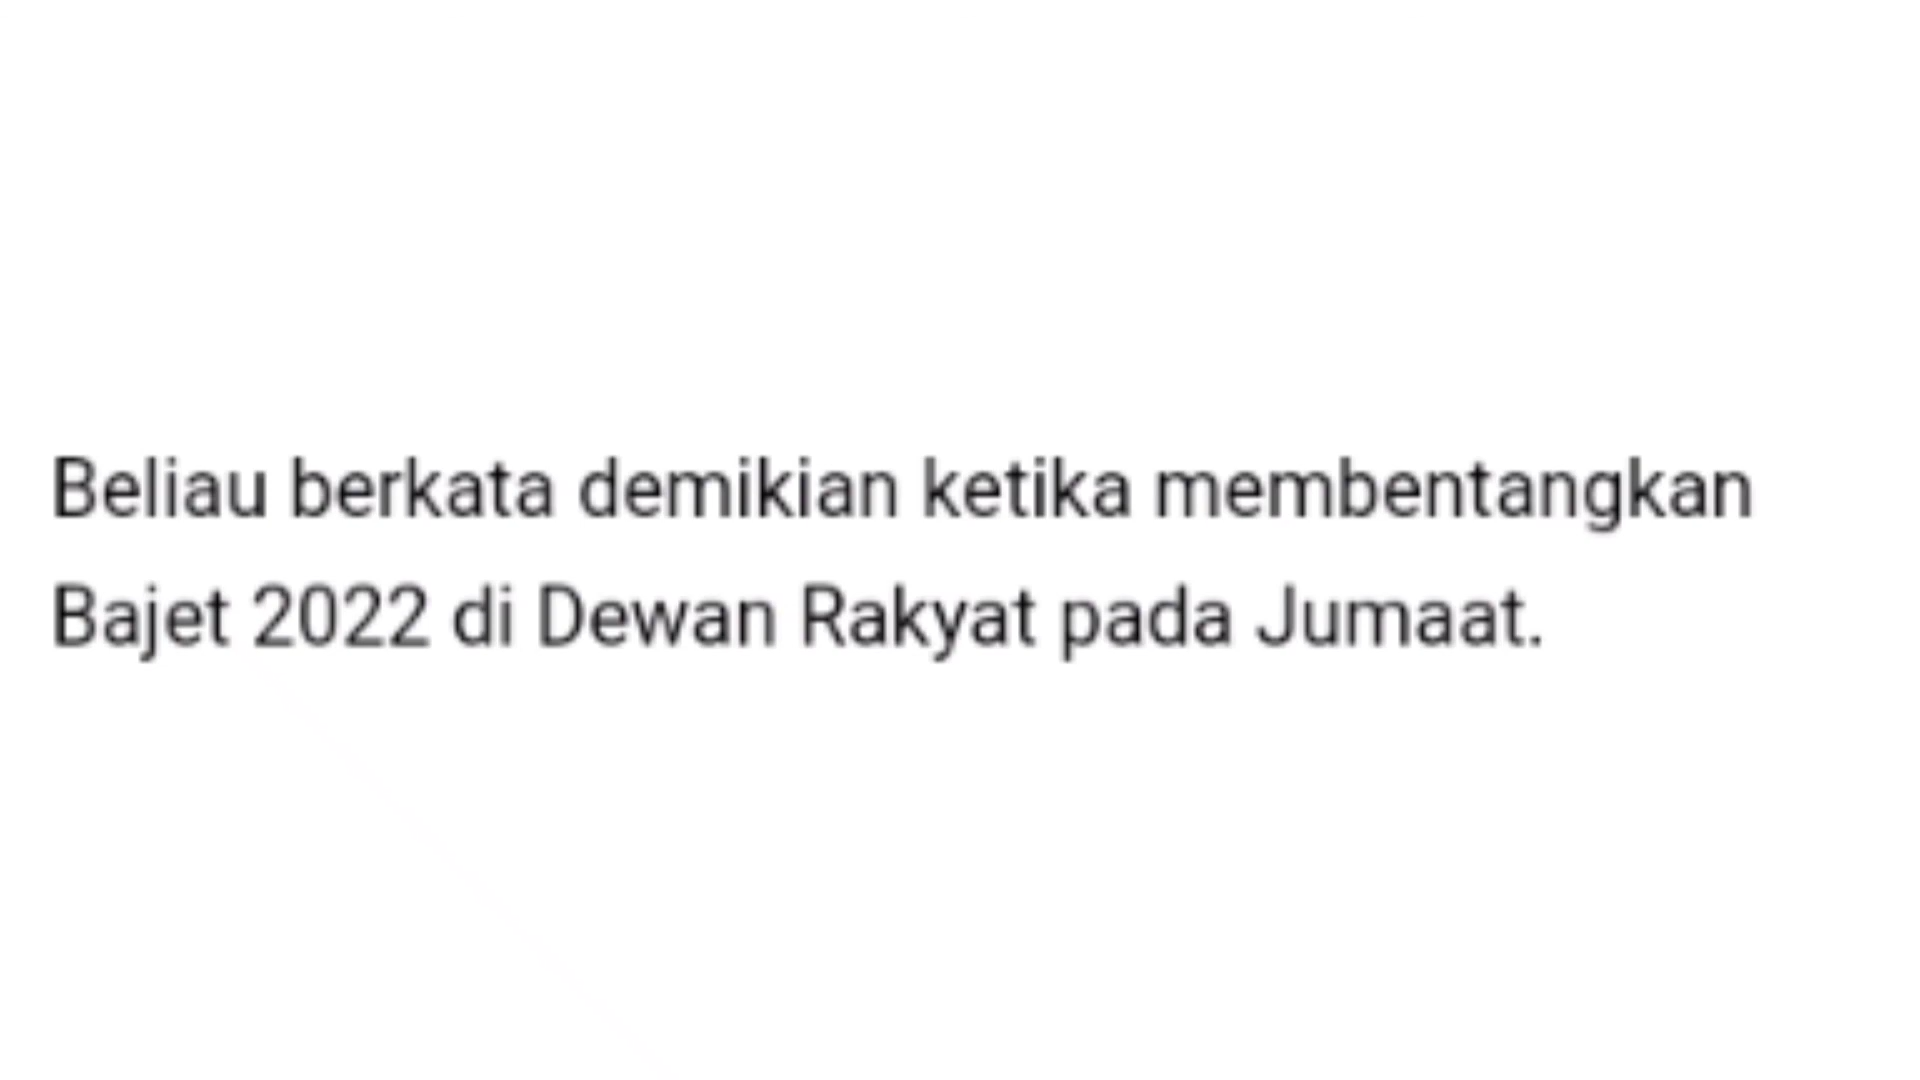 Beliau berkata demikian ketika membentangkan
Bajet 2022 di Dewan Rakyat pada Jumaat.